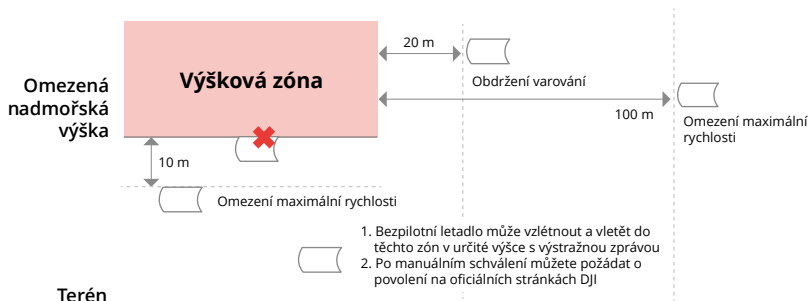 20 m
Výšková zóna
Obdržení varování
Omezená
nadmořská
výška
100 m
Omezení maximální
rychlosti
10 m
Omezení maximální rychlosti
1. Bezpilotní letadlo může vzlétnout a vletět do
těchto zón v určité výšce s výstražnou zprávou
2. Po manuálním schválení můžete požádat o
povolení na oficiálních stránkách DJI
Terén